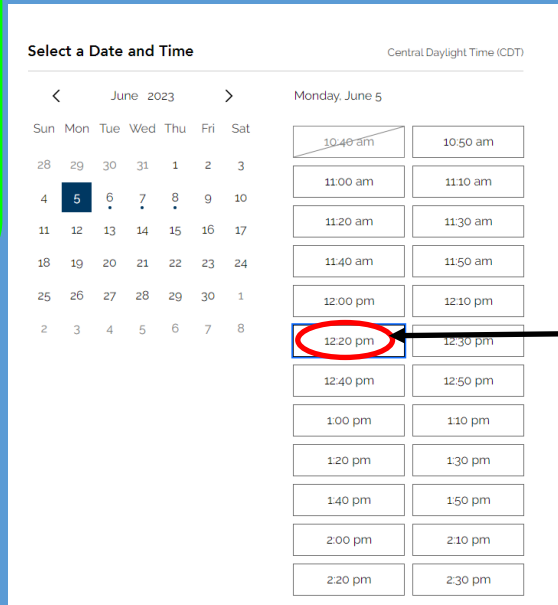 Select a Date and Time
Central Daylight Time (CDT)
June 2023
Sun Mon Tue Wed Thu Fri Sat
28 29 30 31 1 2 3
4 5 6 7 8 9 10
11 12 13 14 15 16 17
18 19 20 21 22 23 24
25 26 27 28 29 30 1
2 3 4 5 6 7 8
Monday, June 5
10:40 am 10:50 am
11:00 am 11:10 am
11:20 am 11:30 am
11:40 am 11:50 am
12:00 pm 12:10 pm
12:20 pm 12:30 pm
12:40 pm 12:50 pm
1:00 pm 1:10 pm
1:20 pm 1:30 pm
1:40 pm 1:50 pm
2:00 pm 2:10 pm
2:20 pm 2:30 pm